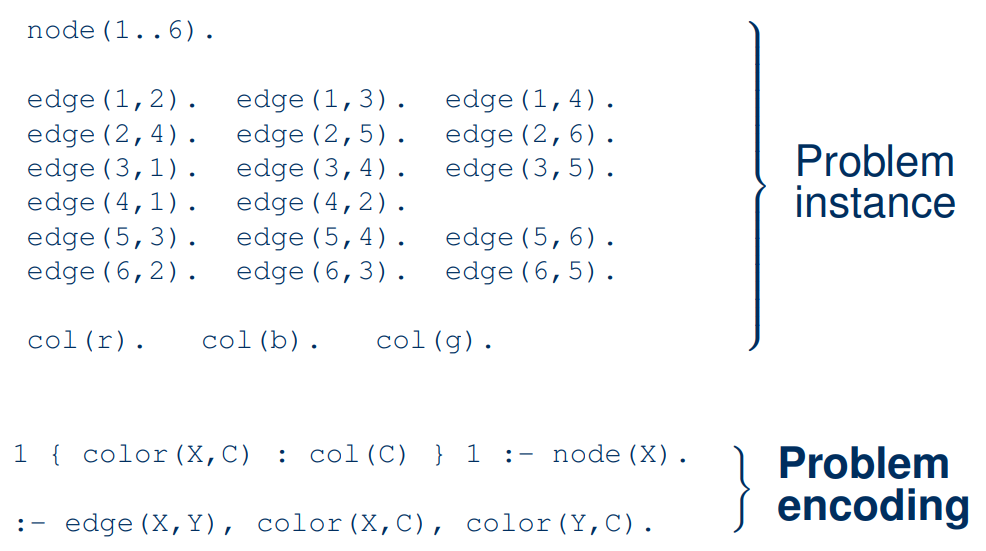 node(1..6).
edge(1,2). edge(1,3). edge(1,4).
edge(2,4). edge(2,5). edge(2,6).
edge(3,1). edge(3,4). edge(3,5).
edge(4,1). edge(4,2).
edge(5,3). edge(5,4). edge(5,6).
edge(6,2). edge(6,3). edge(6,5).
col(r). col(b). col(g).
Problem
instance
1 { color(X,C) : col(C) } 1 :- node(X).
:- edge(X,Y), color(X,C), color(Y,C).
Problem
encoding